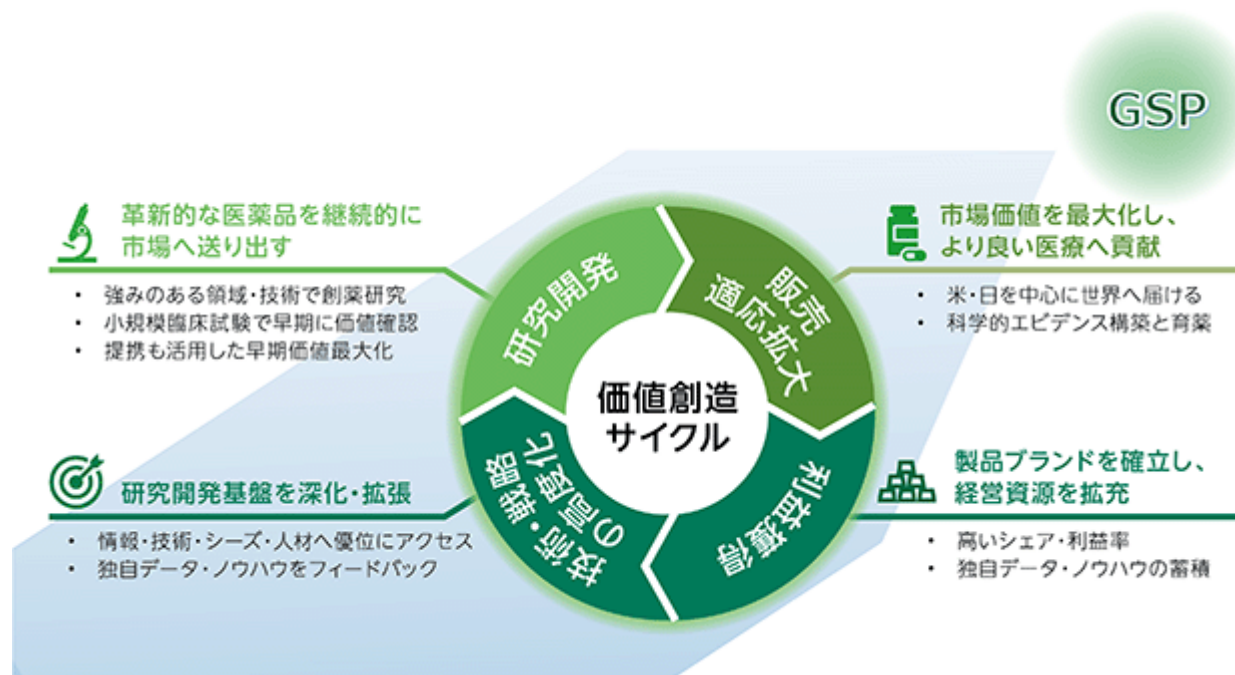 GSP
革新的な医薬品を継続的に
市場へ送り出す
• 強みのある領域・技術で創薬研究
• 小規模臨床試験で早期に価値確認
• 提携も活用した早期価値最大化
市場価値を最大化し、
より良い医療へ貢献
• 米・日を中心に世界へ届ける
• 科学的エビデンス構築と育薬
研究開発
販売
適応拡大
価値創造
サイクル
技術・戦略
の高度化
利益獲得
研究開発基盤を深化・拡張
• 情報・技術・シーズ・人材へ優位にアクセス
• 独自データ・ノウハウをフィードバック
製品ブランドを確立し、
経営資源を拡充
• 高いシェア・利益率
• 独自データ・ノウハウの蓄積